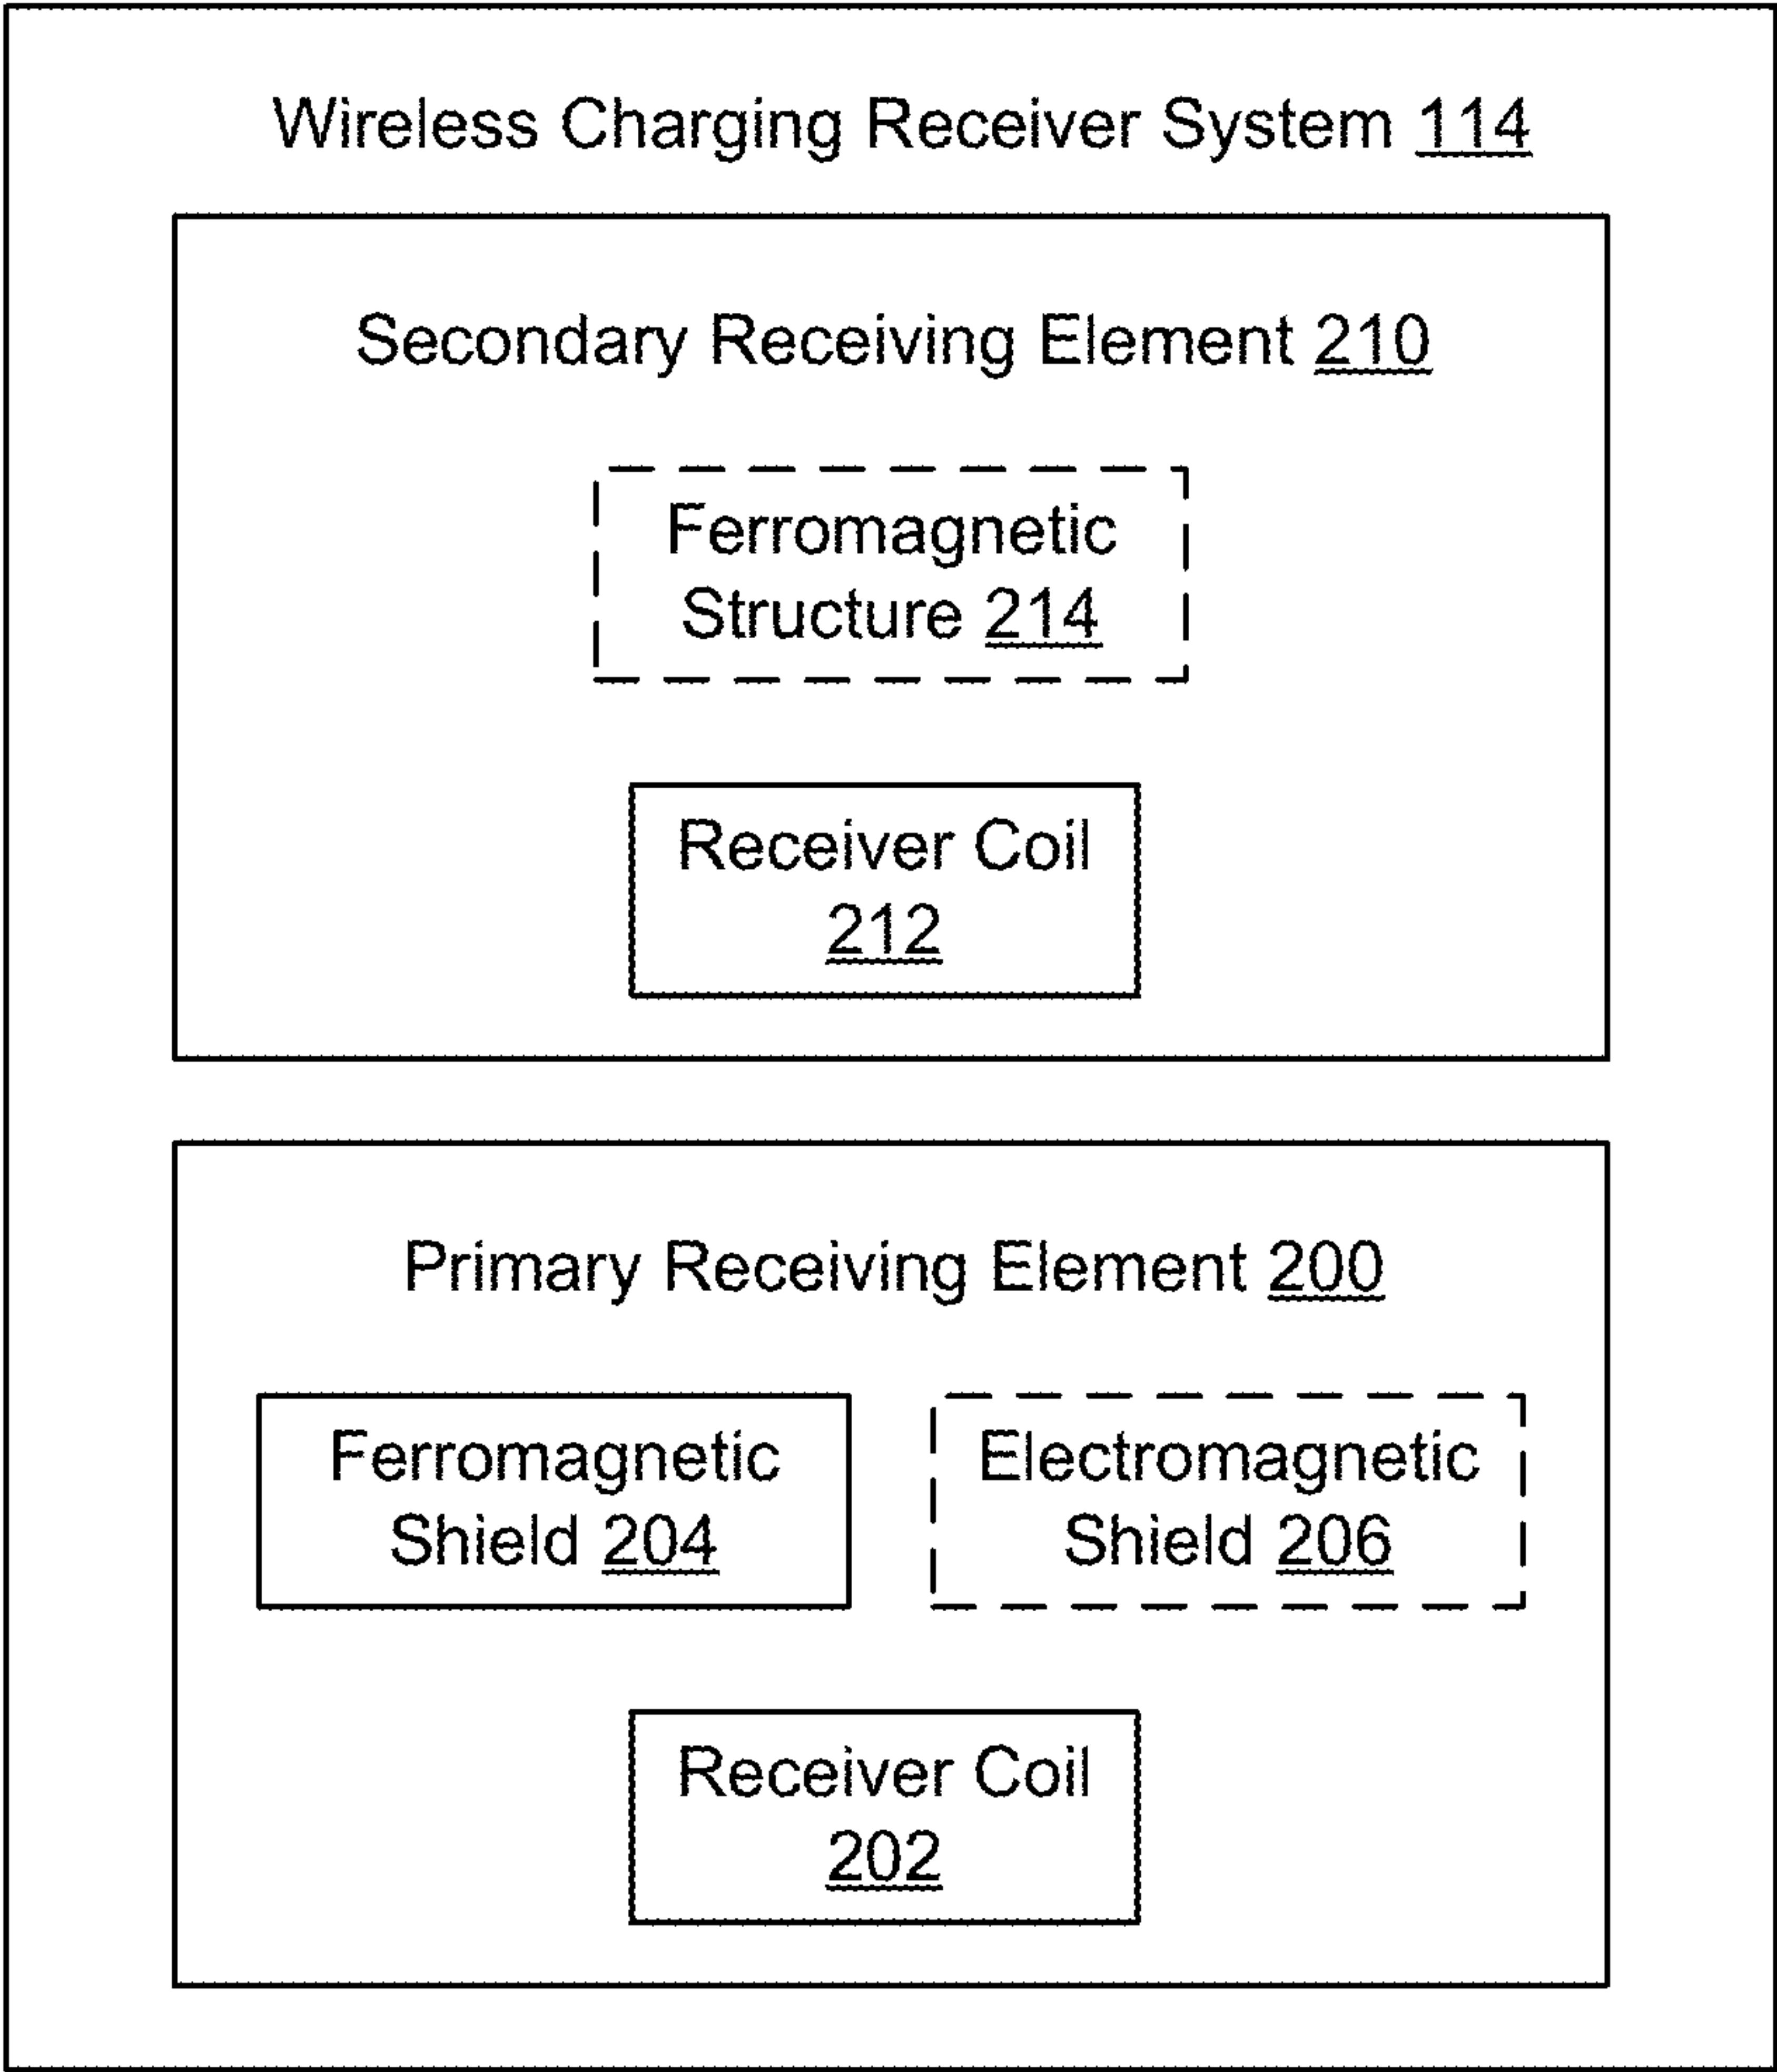 Wireless Charging Receiver System 114
Secondary Receiving Element 210
Ferromagnetic
Structure 214
Receiver Coil
212
Primary Receiving Element 200
Ferromagnetic
Shield 204
Electromagnetic
Shield 206
Receiver Coil
202